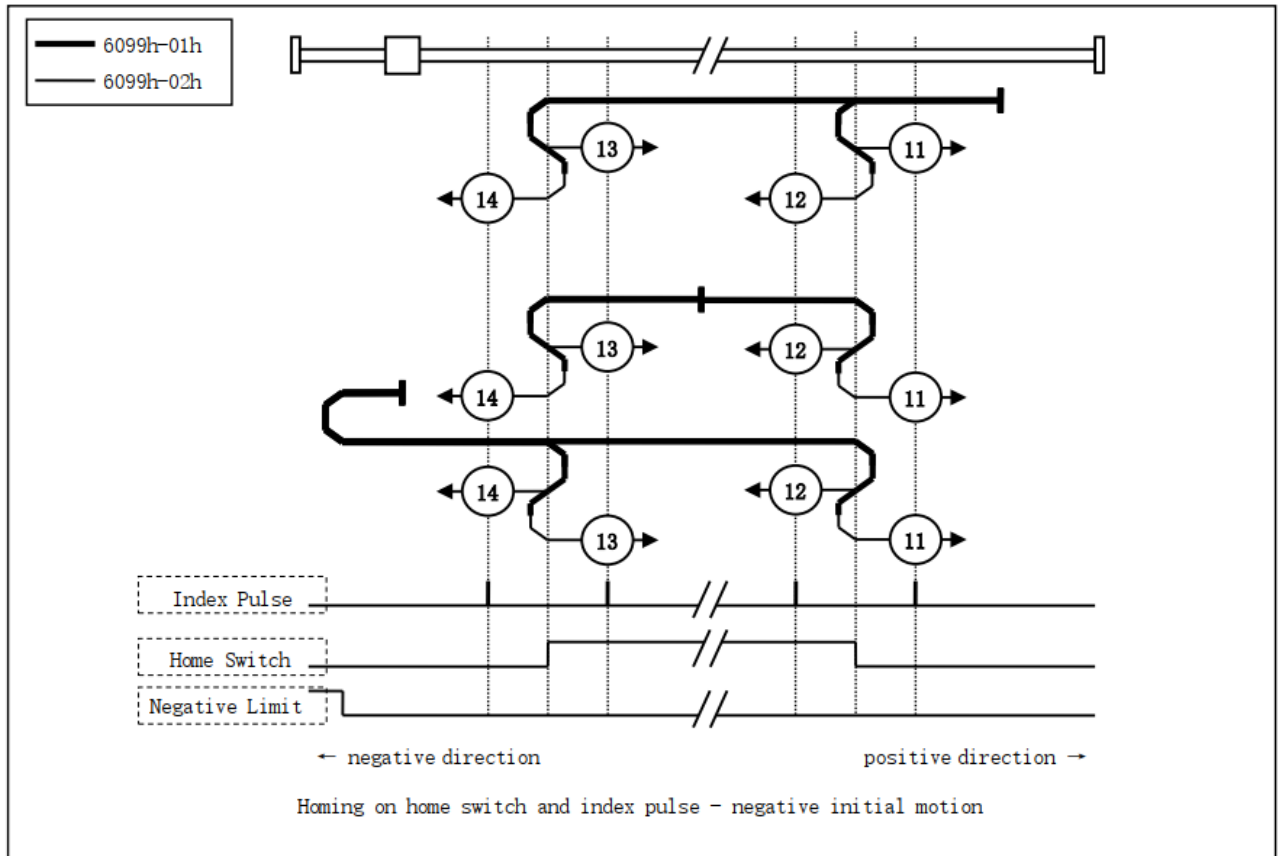 6099h-01h
6099h-02h
13
11
14
12
13
12
14
11
14
12
13
11
Index Pulse
Home Switch
Negative Limit
← negative direction
positive direction →
Homing on home switch and index pulse - negative initial motion